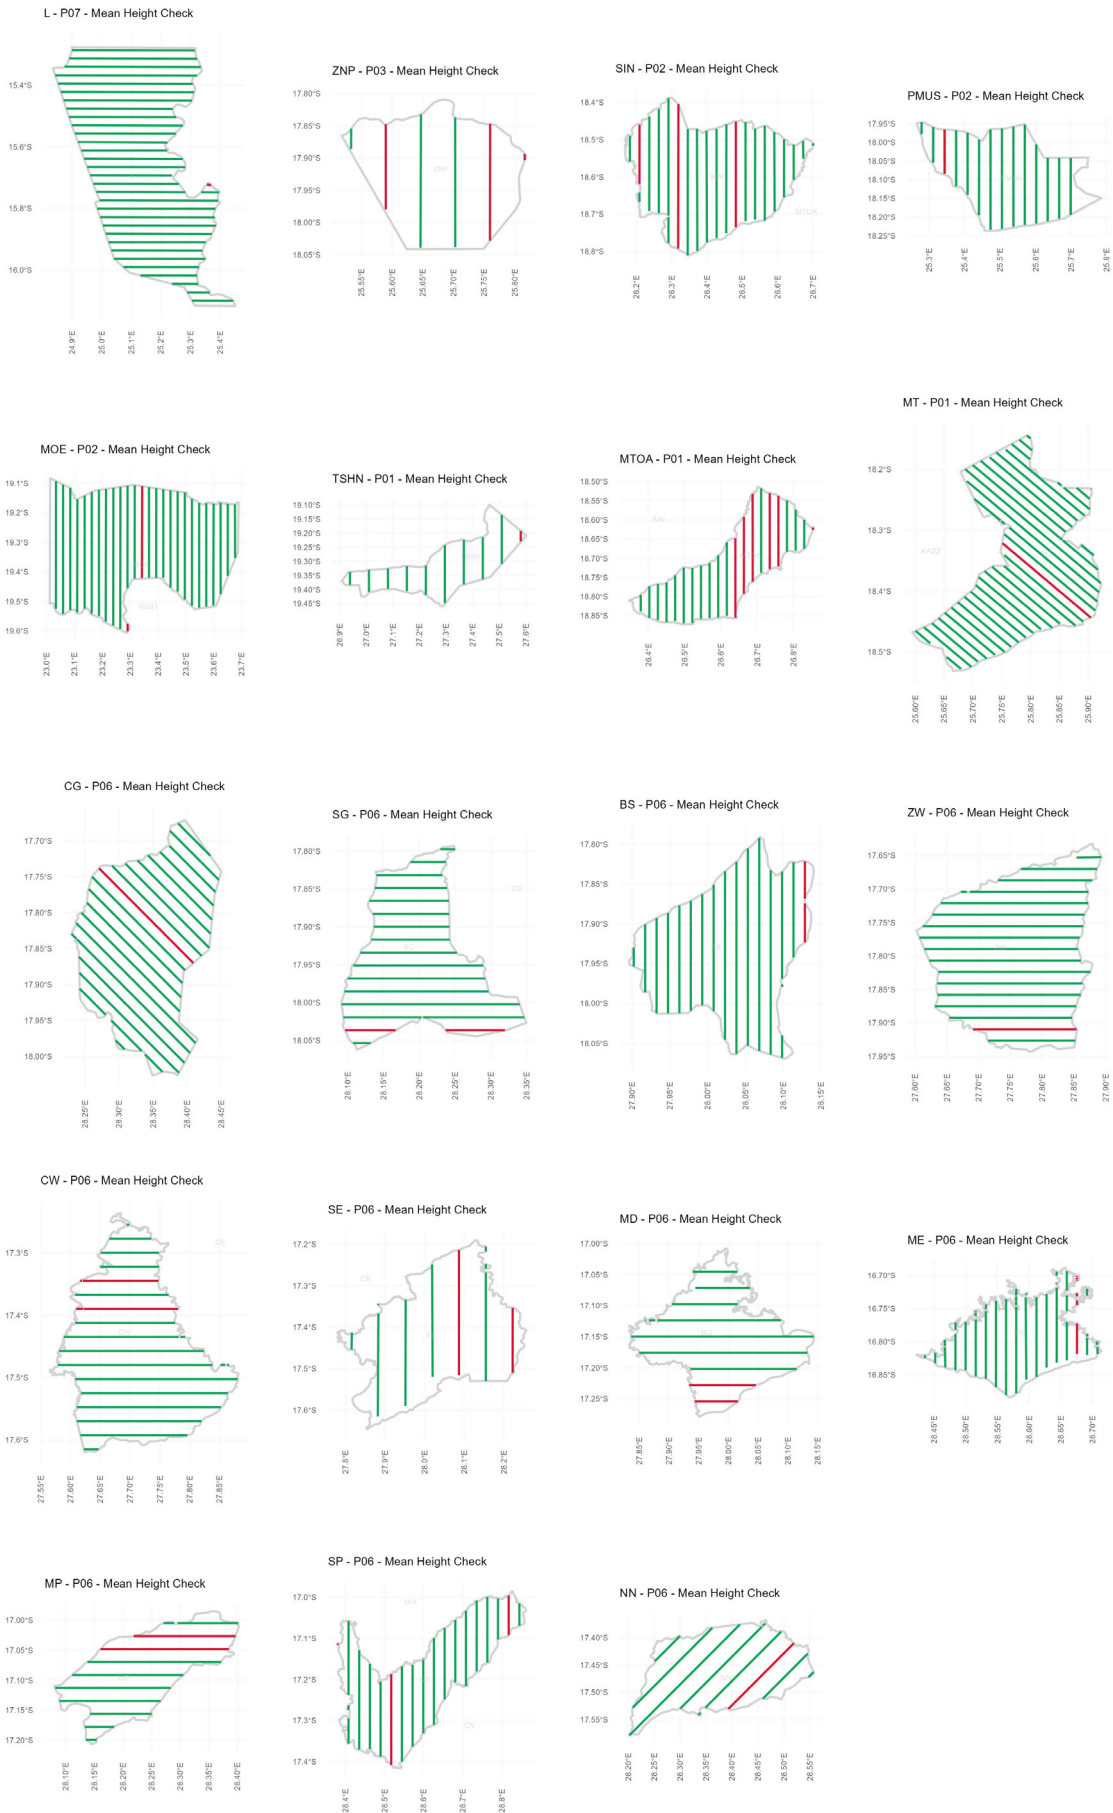 L - P07 - Mean Height Check
15.4°S
15.6°S
15.8°S
16.0°S
24.9°E 25.0°E 25.1°E 25.2°E 25.3°E 25.4°E
ZNP - P03 - Mean Height Check
17.80°S
17.85°S
17.90°S
17.95°S
18.00°S
18.05°S
ZNP
25.55°E 25.60°E 25.65°E 25.70°E 25.75°E 25.80°E
SIN - P02 - Mean Height Check
18.4°S
18.5°S
18.6°S
18.7°S
18.8°S
SIN
MTOA
26.2°E 26.3°E 26.4°E 26.5°E 26.6°E 26.7°E
PMUS - P02 - Mean Height Check
17.95°S
18.00°S
18.05°S
18.10°S
18.15°S
18.20°S
18.25°S
25.3°E 25.4°E 25.5°E 25.6°E 25.7°E 25.8°E
MOE - P02 - Mean Height Check
19.1°S
19.2°S
19.3°S
19.4°S
19.5°S
19.6°S
NG07
23.0°E 23.1°E 23.2°E 23.3°E 23.4°E 23.5°E 23.6°E 23.7°E
TSHN - P01 - Mean Height Check
19.10°S
19.15°S
19.20°S
19.25°S
19.30°S
19.35°S
19.40°S
19.45°S
26.9°E 27.0°E 27.1°E 27.2°E 27.3°E 27.4°E 27.5°E 27.6°E
MTOA - P01 - Mean Height Check
18.50°S
18.55°S
18.60°S
18.65°S
18.70°S
18.75°S
18.80°S
18.85°S
SIN
26.4°E 26.5°E 26.6°E 26.7°E 26.8°E
MT - P01 - Mean Height Check
18.2°S
18.3°S
18.4°S
18.5°S
KAZZ
25.60°E 25.65°E 25.70°E 25.75°E 25.80°E 25.85°E 25.90°E
CG - P06 - Mean Height Check
17.70°S
17.75°S
17.80°S
17.85°S
17.90°S
17.95°S
18.00°S
28.25°E 28.30°E 28.35°E 28.40°E 28.45°E
SG - P06 - Mean Height Check
17.80°S
17.85°S
17.90°S
17.95°S
18.00°S
18.05°S
CG
SG
28.10°E 28.15°E 28.20°E 28.25°E 28.30°E 28.35°E
BS - P06 - Mean Height Check
17.80°S
17.85°S
17.90°S
17.95°S
18.00°S
18.05°S
27.90°E 27.95°E 28.00°E 28.05°E 28.10°E 28.15°E
ZW - P06 - Mean Height Check
17.65°S
17.70°S
17.75°S
17.80°S
17.85°S
17.90°S
17.95°S
27.60°E 27.65°E 27.70°E 27.75°E 27.80°E 27.85°E 27.90°E
CW - P06 - Mean Height Check
17.3°S
17.4°S
17.5°S
17.6°S
CW
27.55°E 27.60°E 27.65°E 27.70°E 27.75°E 27.80°E 27.85°E
SE - P06 - Mean Height Check
17.2°S
17.3°S
17.4°S
17.5°S
17.6°S
27.8°E 27.9°E 28.0°E 28.1°E 28.2°E
MD - P06 - Mean Height Check
17.00°S
17.05°S
17.10°S
17.15°S
17.20°S
17.25°S
MD
27.85°E 27.90°E 27.95°E 28.00°E 28.05°E 28.10°E 28.15°E
ME - P06 - Mean Height Check
16.70°S
16.75°S
16.80°S
16.85°S
28.45°E 28.50°E 28.55°E 28.60°E 28.65°E 28.70°E
MP - P06 - Mean Height Check
17.00°S
17.05°S
17.10°S
17.15°S
17.20°S
28.10°E 28.15°E 28.20°E 28.25°E 28.30°E 28.35°E 28.40°E
SP - P06 - Mean Height Check
17.0°S
17.1°S
17.2°S
17.3°S
17.4°S
CN
28.4°E 28.5°E 28.6°E 28.7°E 28.8°E
NN - P06 - Mean Height Check
17.40°S
17.45°S
17.50°S
17.55°S
28.20°E 28.25°E 28.30°E 28.35°E 28.40°E 28.45°E 28.50°E 28.55°E